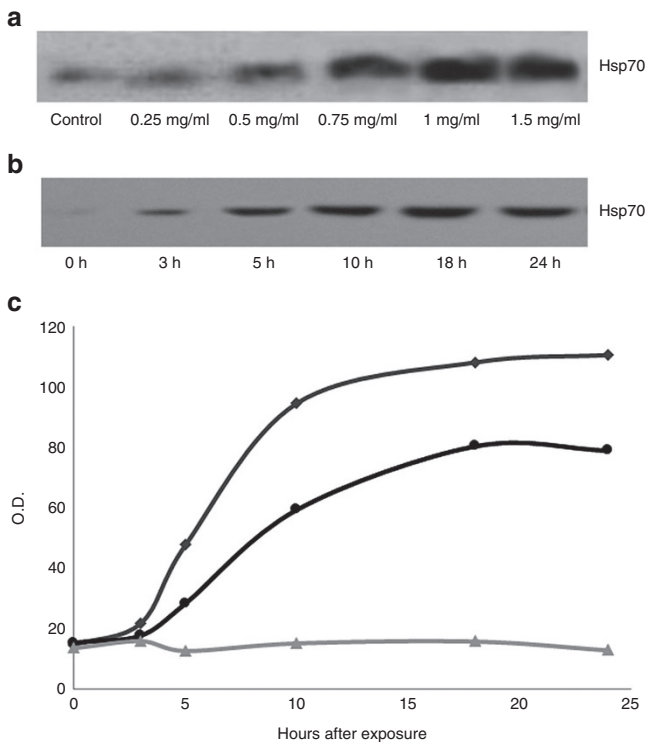 a
Hsp70
Control 0.25 mg/ml 0.5 mg/ml 0.75 mg/ml 1 mg/ml 1.5 mg/ml
b
Hsp70
0 h 3 h 5 h 10 h 18 h 24 h
c
120
100
80
60
40
20
0
O.D.
0 5 10 15 20 25
Hours after exposure